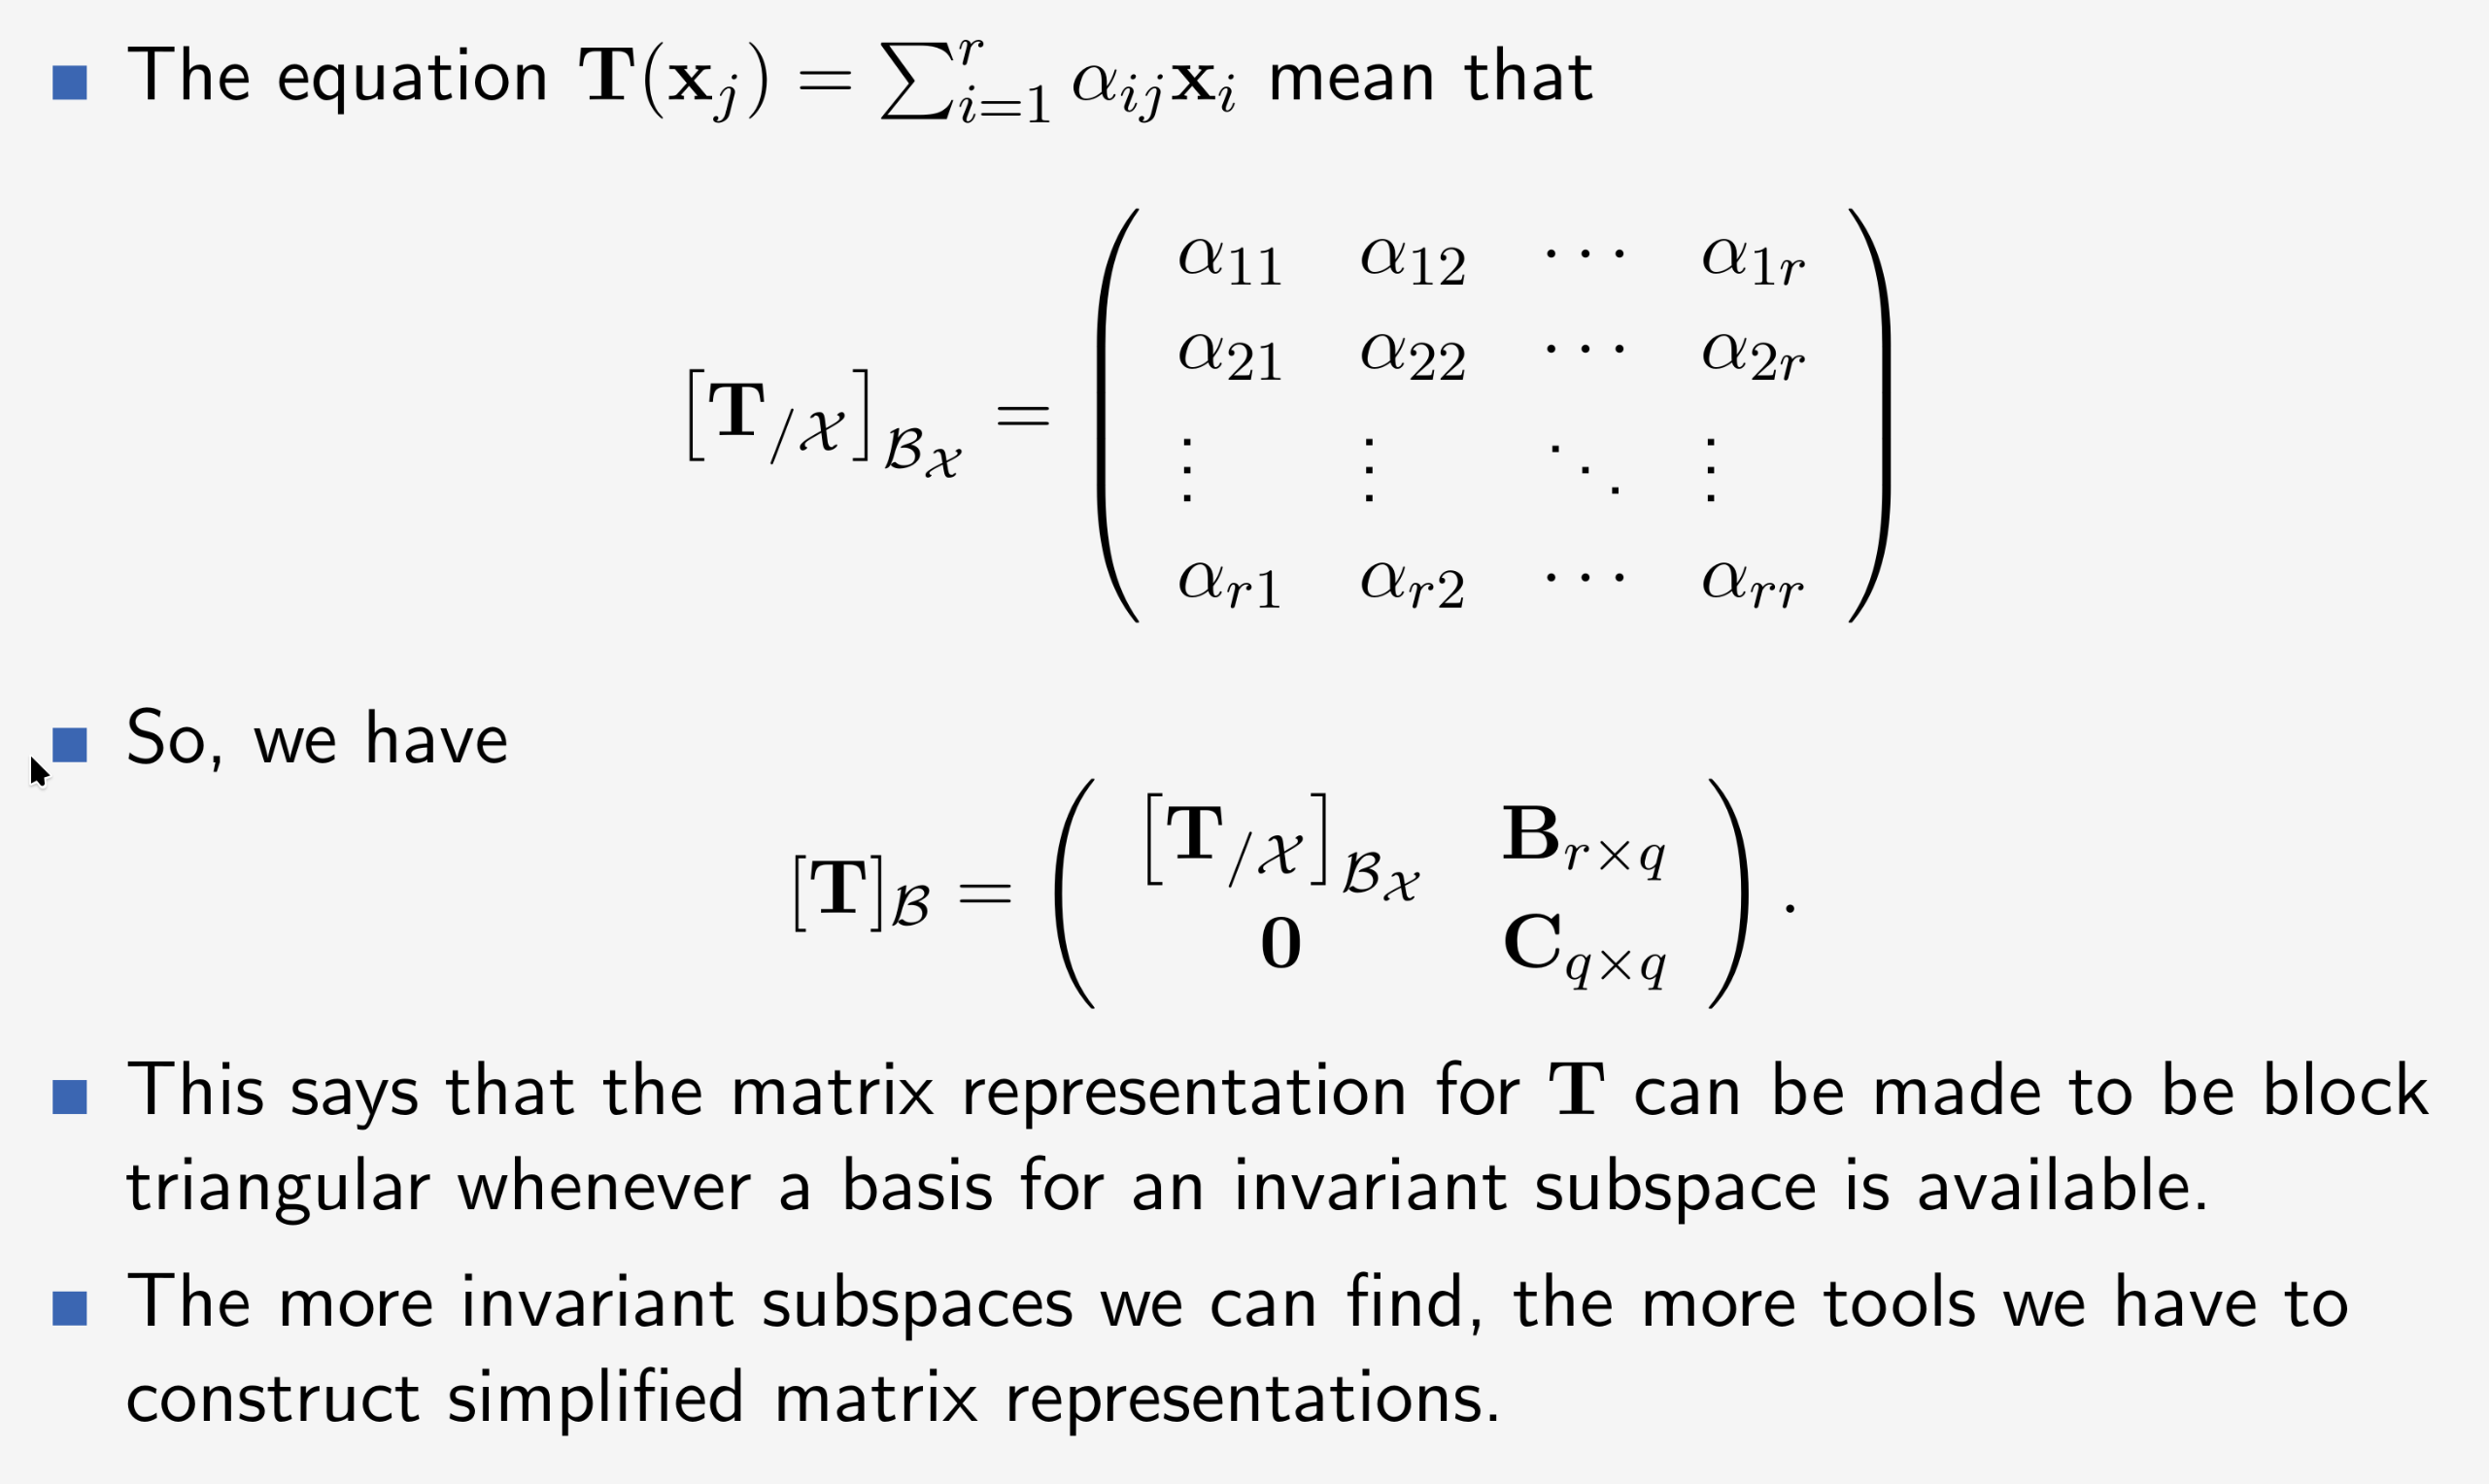 ■ The equation $\mathbf{T}(\mathbf{x}_j) = \sum_{i=1}^{r} \alpha_{ij}\mathbf{x}_i$ mean that
$$\left[\mathbf{T}_{/\mathcal{X}}\right]_{\mathcal{B}_{\mathcal{X}}} = \begin{pmatrix} \alpha_{11} & \alpha_{12} & \cdots & \alpha_{1r} \\ \alpha_{21} & \alpha_{22} & \cdots & \alpha_{2r} \\ \vdots & \vdots & \ddots & \vdots \\ \alpha_{r1} & \alpha_{r2} & \cdots & \alpha_{rr} \end{pmatrix}$$
■ So, we have
$$[\mathbf{T}]_{\mathcal{B}} = \begin{pmatrix} \left[\mathbf{T}_{/\mathcal{X}}\right]_{\mathcal{B}_{\mathcal{X}}} & \mathbf{B}_{r\times q} \\ \mathbf{0} & \mathbf{C}_{q\times q} \end{pmatrix}.$$
■ This says that the matrix representation for $\mathbf{T}$ can be made to be block
triangular whenever a basis for an invariant subspace is available.
■ The more invariant subspaces we can find, the more tools we have to
construct simplified matrix representations.